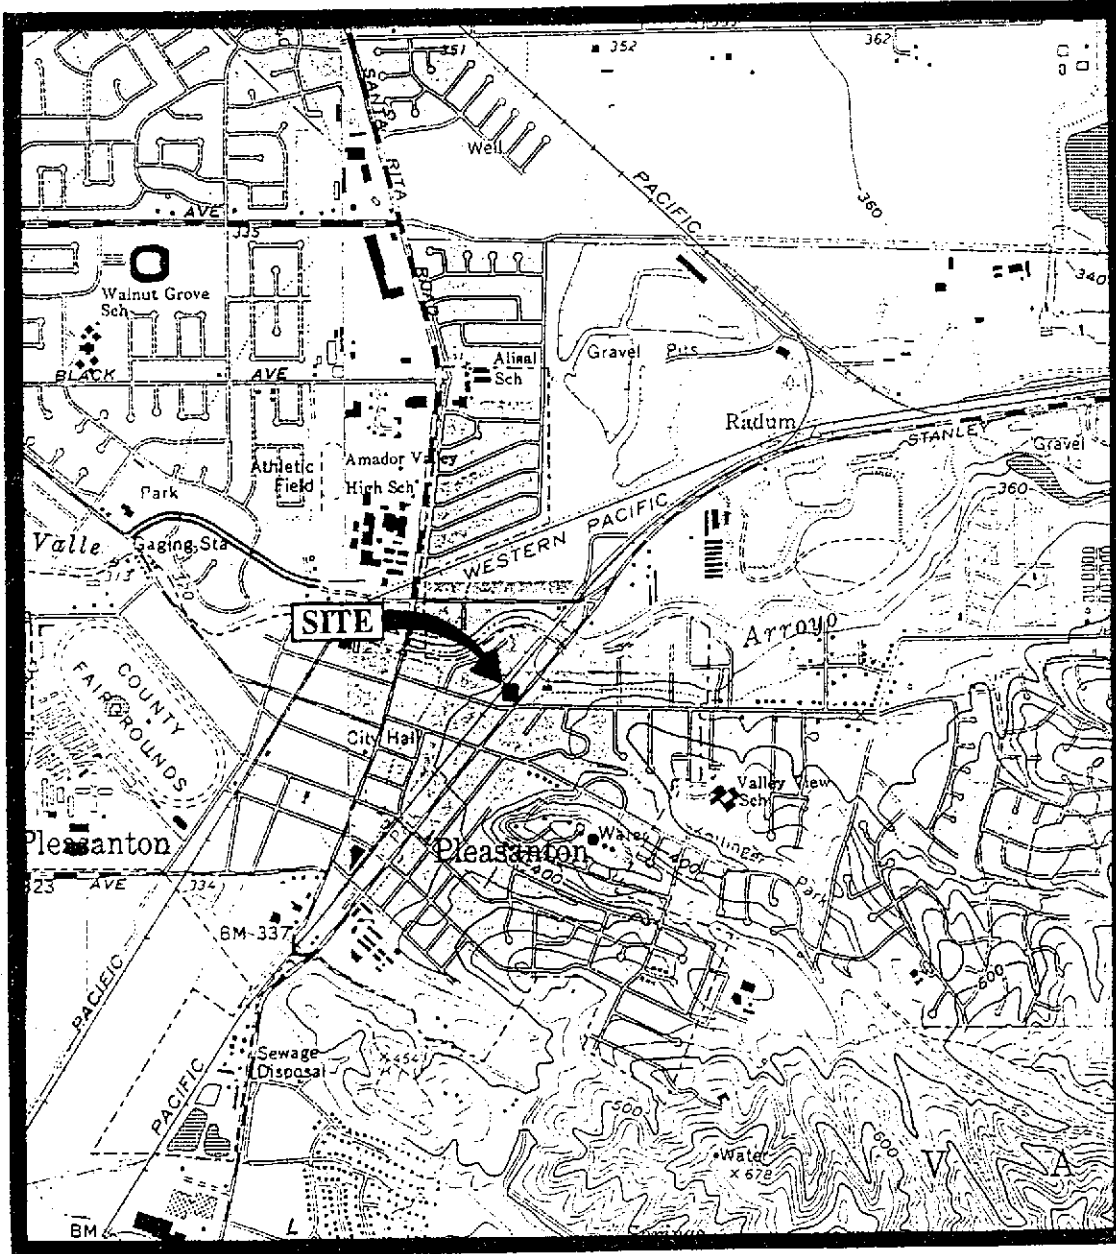 351
352
362
SANTA RITA ROAD
Well
PACIFIC
360
AVE
335
340
Walnut Grove
Sch
BLACK AVE
Alisal
Sch
Gravel Pits
Radum
STANLEY
Gravel
Athletic
Field
Amador Valley
High Sch
360
Park
Valle
Gaging Sta
313
WESTERN PACIFIC
SITE
Arroyo
COUNTY
FAIRGROUNDS
City Hall
Valley View
Sch
Pleasanton
Pleasanton
Water
400
400
Kottinger
Park
323
AVE
334
BM 337
PACIFIC
600
Sewage
Disposal
X 454
PACIFIC
500
600
Water
X 678
V A
BM
L